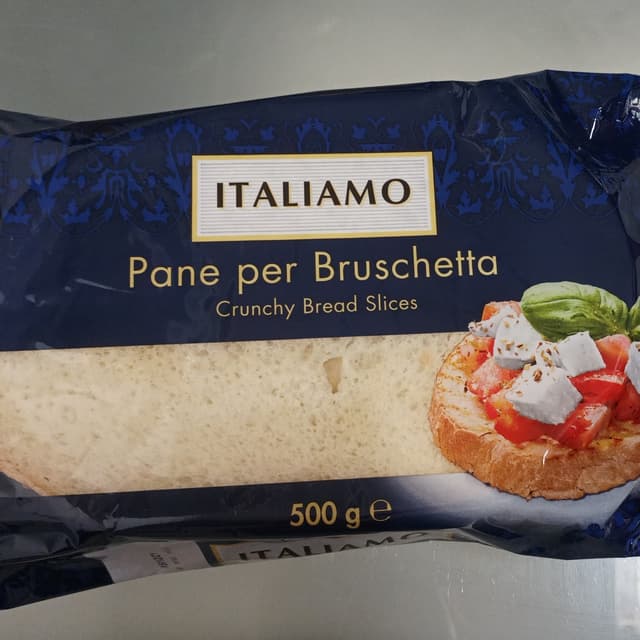 ITALIAMO
Pane per Bruschetta
Crunchy Bread Slices
500 g ℮
ITALIAMO